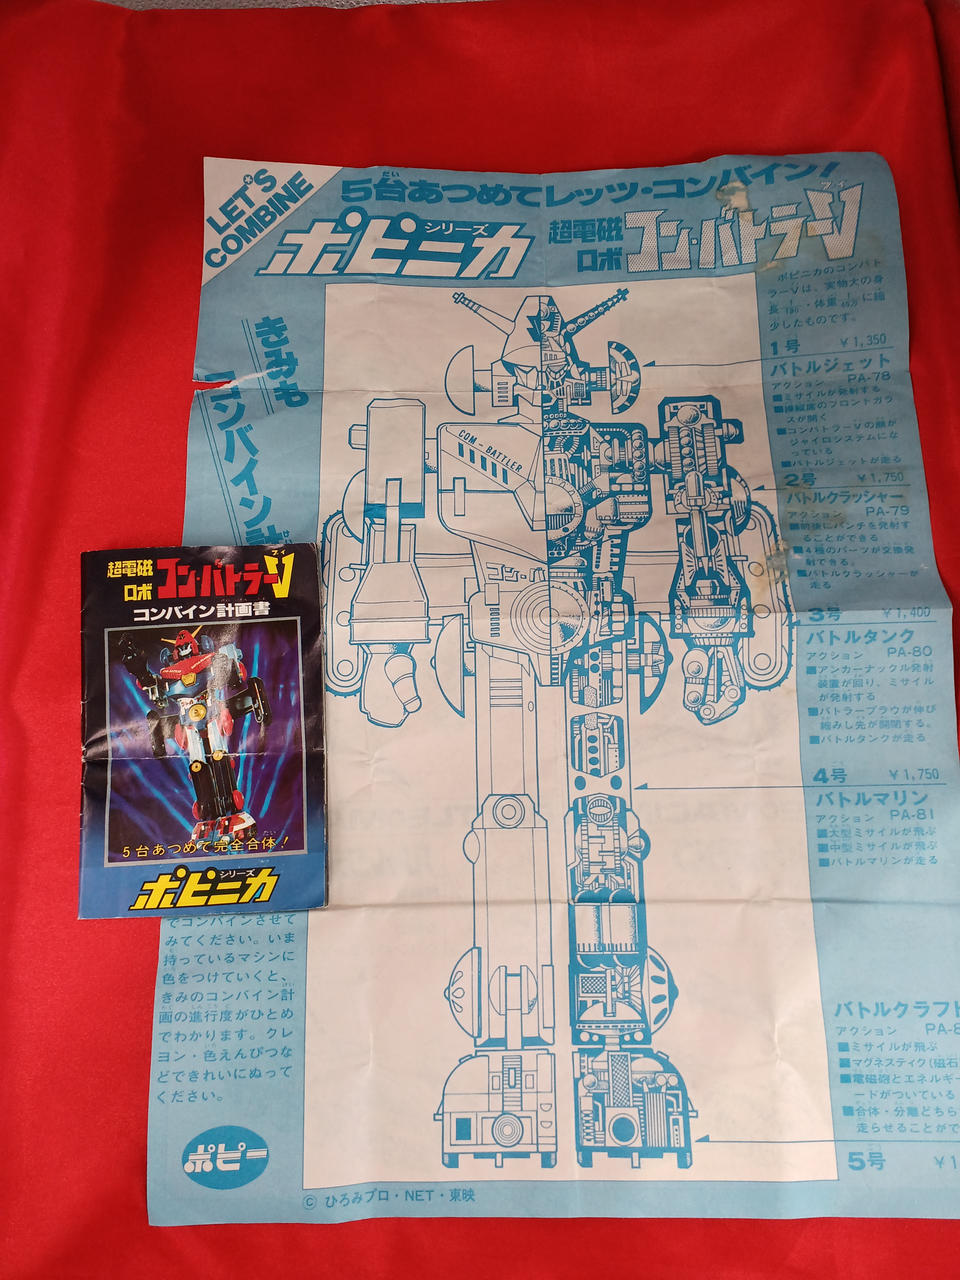 LET'S
COMBINE
5台あつめてレッツ・コンバイン!
ポピニカ
シリーズ
超電磁
ロボ
コン・バトラーV
ポピニカのコンバト
ラーVは、実物大の身
長・体重に縮
少したものです。
きみも
コンバイン計
1号 ¥1,350
バトルジェット
アクション PA-78
■ミサイルが発射する
■操縦席のフロントガラ
スが開く
■コンバトラーVの顔が
ジャイロシステムにな
っている
■バトルジェットが走る
2号 ¥1,750
バトルクラッシャー
アクション PA-79
■前後にパンチを発射す
ることができる
■4種のパーツが交換発
射できる。
■バトルクラッシャーが
走る
3号 ¥1,400
バトルタンク
アクション PA-80
■アンカーナックル発射
装置が回り、ミサイル
が発射する
■バトラープラウが伸び
縮みし先が開閉する。
■バトルタンクが走る
4号 ¥1,750
バトルマリン
アクション PA-81
■大型ミサイルが飛ぶ
■中型ミサイルが飛ぶ
■バトルマリンが走る
バトルクラフト
アクション PA-8
■ミサイルが飛ぶ
■マグネスティク(磁石
■電磁砲とエネルギー
ードがついている
■合体・分離どちら
走らせることがで
5号 ¥1
COM-BATTLER
コン・バ
超電磁
ロボ
コン・バトラーV
ブイ
コンバイン計画書
5台あつめて完全合体!
シリーズ
ポピニカ
でコンバインさせて
みてください。いま
持っているマシンに
色をつけていくと、
きみのコンバイン計
画の進行度がひとめ
でわかります。クレ
ヨン・色えんぴつな
どできれいにぬって
ください。
ポピー
© ひろみプロ・NET・東映